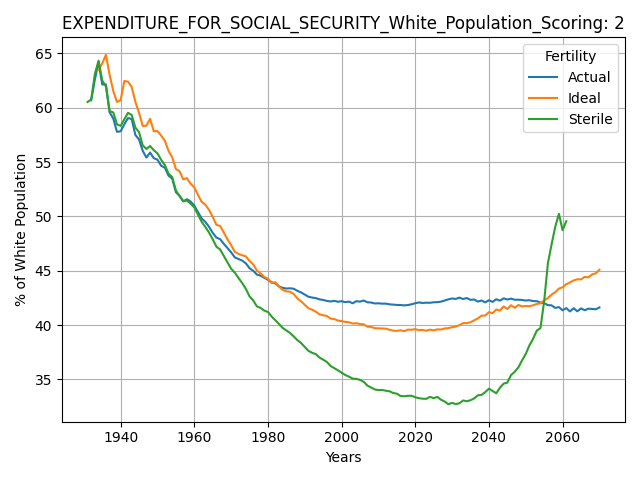 EXPENDITURE_FOR_SOCIAL_SECURITY_White_Population_Scoring: 2
Fertility
Actual
Ideal
Sterile
% of White Population
65
60
55
50
45
40
35
1940
1960
1980
2000
2020
2040
2060
Years